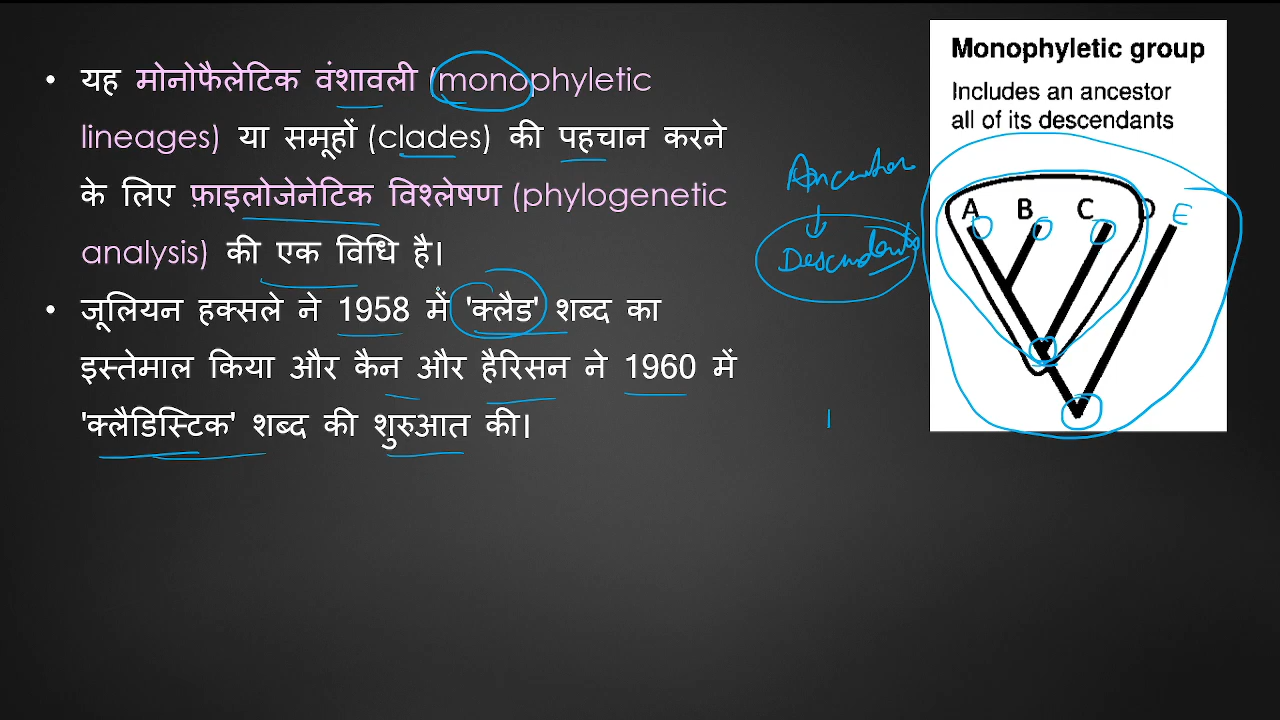 • यह मोनोफैलेटिक वंशावली (monophyletic
lineages) या समूहों (clades) की पहचान करने
के लिए फ़ाइलोजेनेटिक विश्लेषण (phylogenetic
analysis) की एक विधि है।
• जूलियन हक्सले ने 1958 में 'क्लैड' शब्द का
इस्तेमाल किया और कैन और हैरिसन ने 1960 में
'क्लैडिस्टिक' शब्द की शुरुआत की।
Ancestor
Descendants
Monophyletic group
Includes an ancestor
all of its descendants
A B C D E